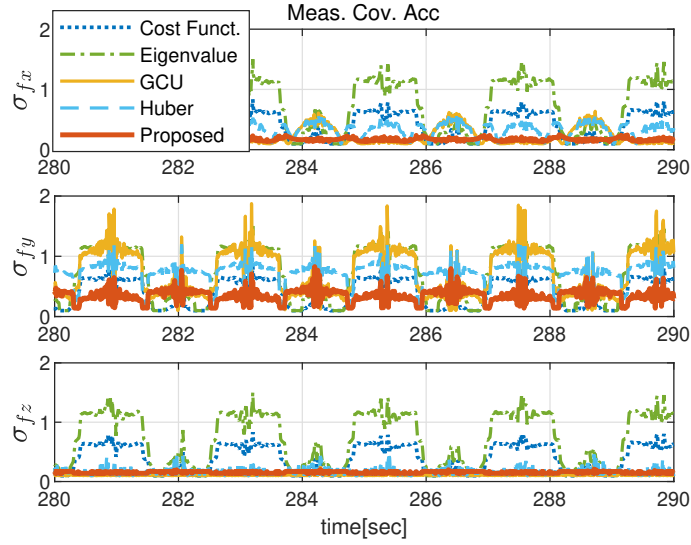 Meas. Cov. Acc
Cost Funct.
Eigenvalue
GCU
Huber
Proposed
σfx
2
1
0
280 282 284 286 288 290
σfy
2
1
0
280 282 284 286 288 290
σfz
2
1
0
280 282 284 286 288 290
time[sec]